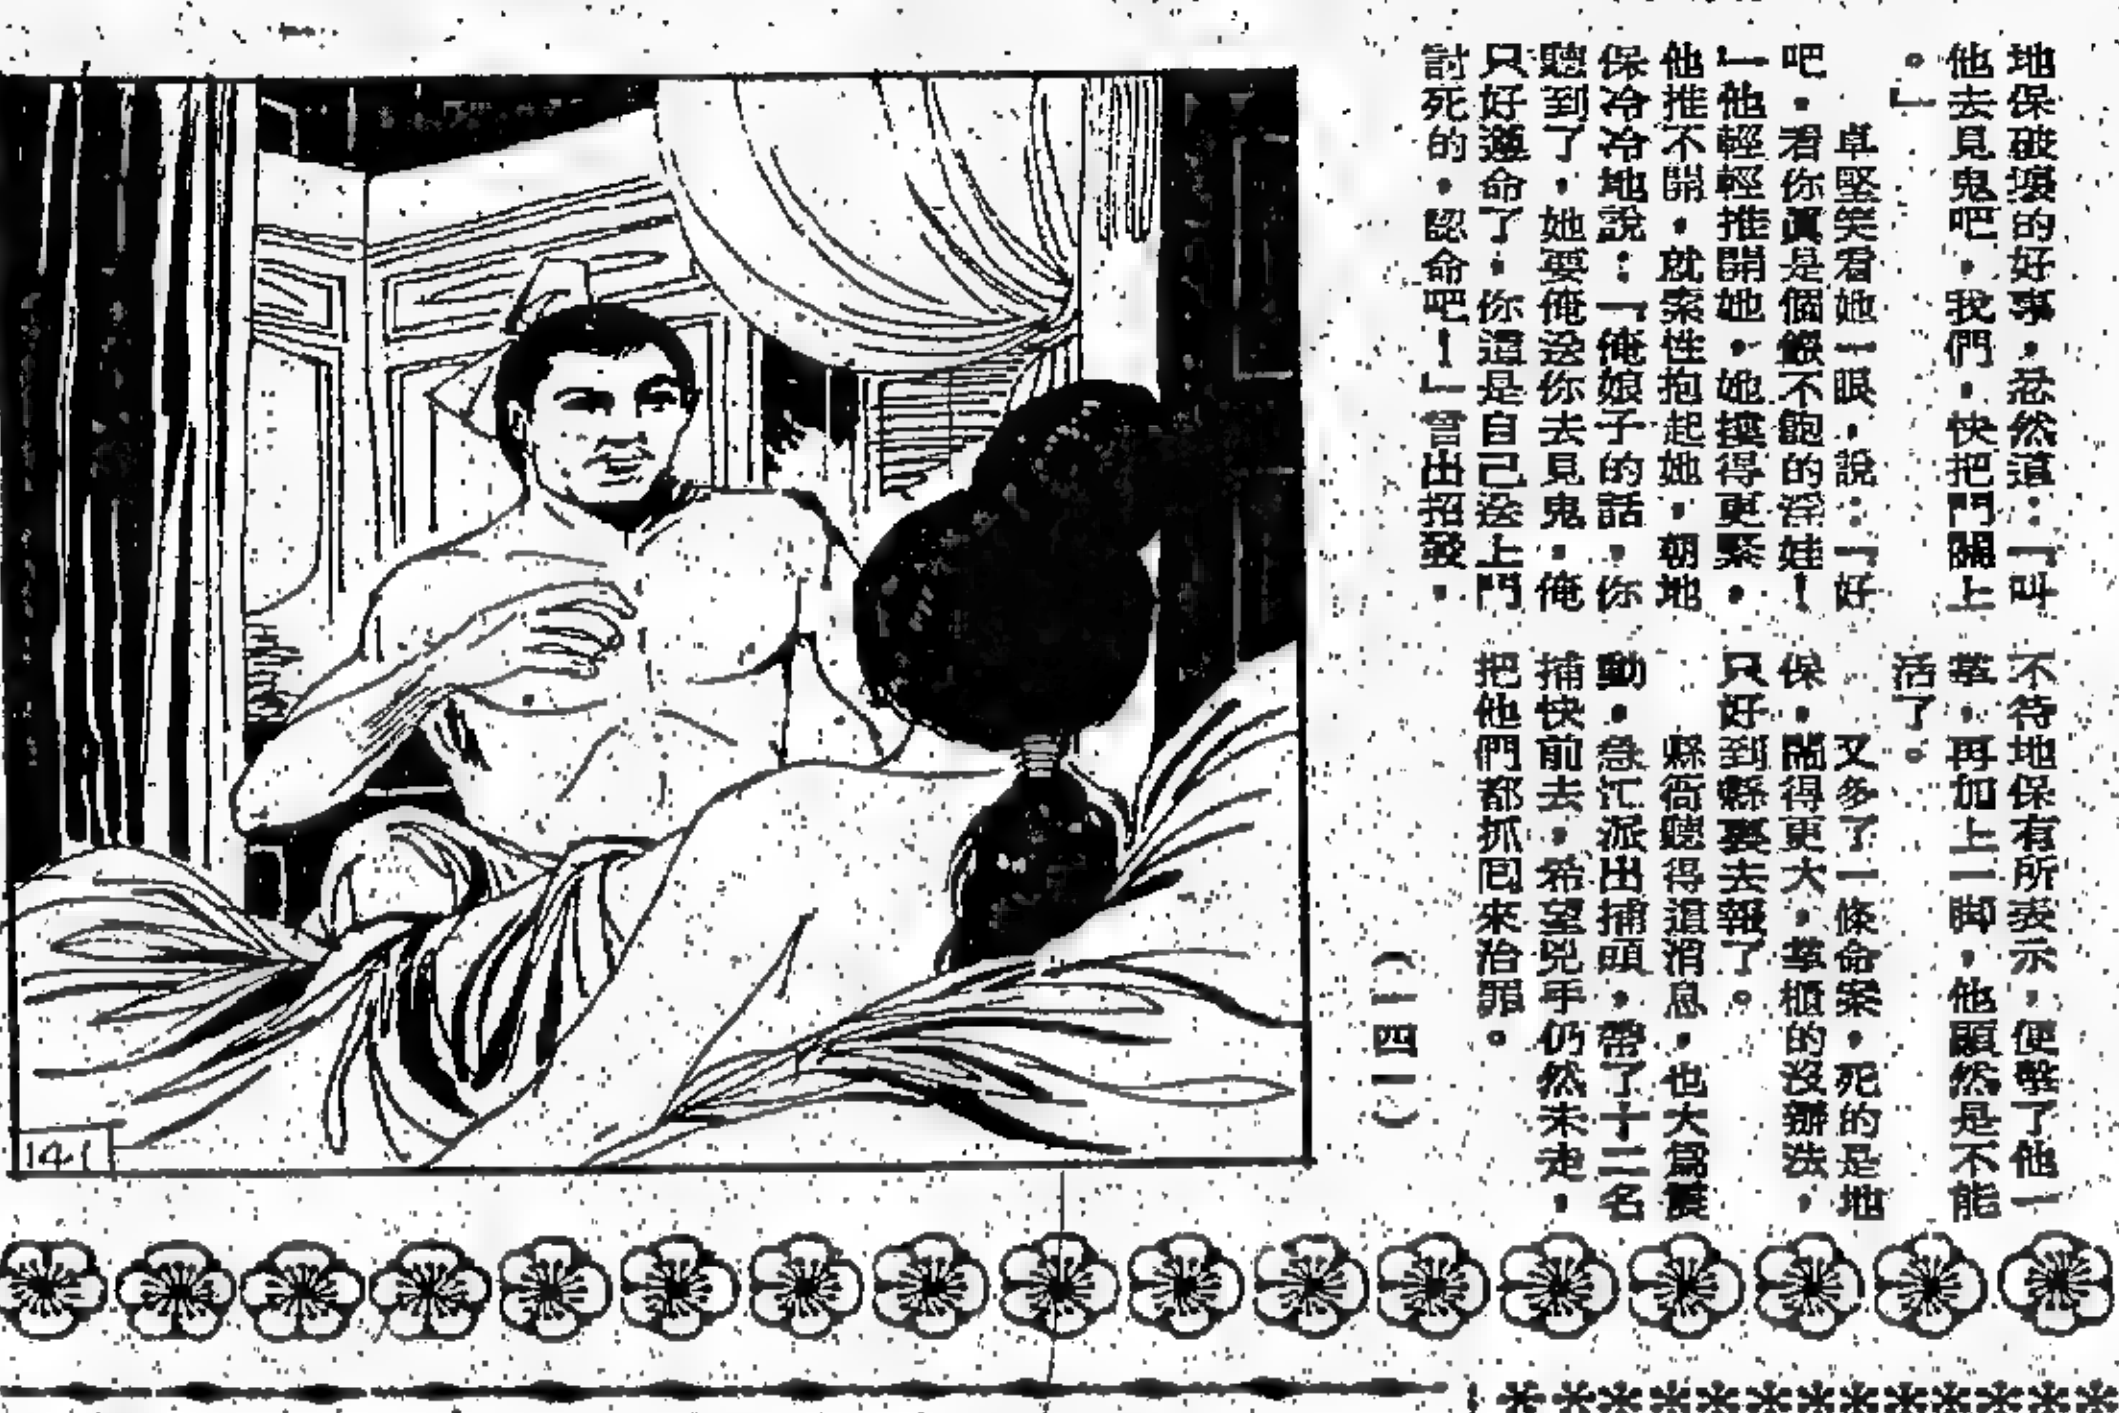 地保破壞的好事，忽然道：「叫
他去見鬼吧，我們，快把門關上
。」
卓堅笑看她一眼，說：「好
吧，看你真是個餵不飽的淫娃！
」他輕輕推開她，她摟得更緊，
他推不開，就索性抱起她，朝地
保冷冷地說：「俺娘子的話，你
聽到了，她要俺送你去見鬼，俺
只好遵命了，你這是自己送上門
討死的，認命吧！」曾出招發，
不待地保有所表示，便擊了他一
掌，再加上一脚，他顯然是不能
活了。
又多了一條命案，死的是地
保，鬧得更大，掌櫃的沒辦法，
只好到縣裏去報了。
縣衙聽得這消息，也大為震
動，急忙派出捕頭，帶了十二名
捕快前去，希望兇手仍然未走，
把他們都抓回來治罪。
（一四一）
141